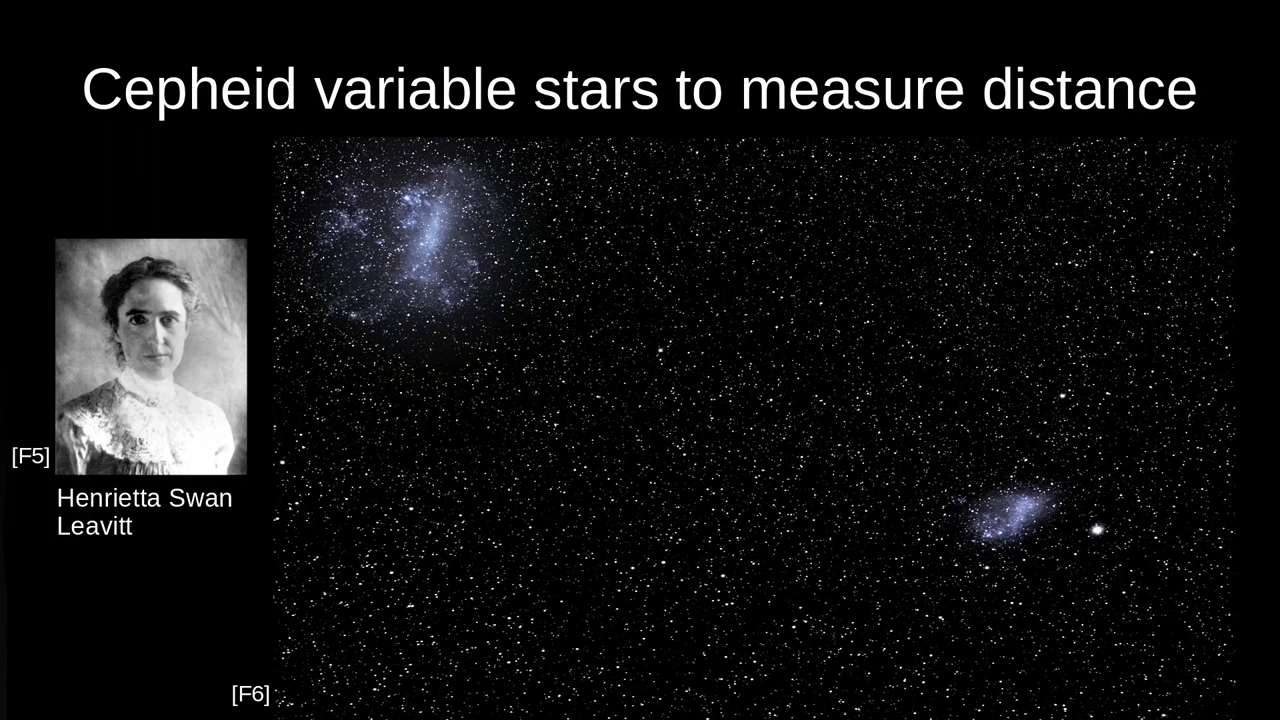 Cepheid variable stars to measure distance
[F5]
Henrietta Swan
Leavitt
[F6]